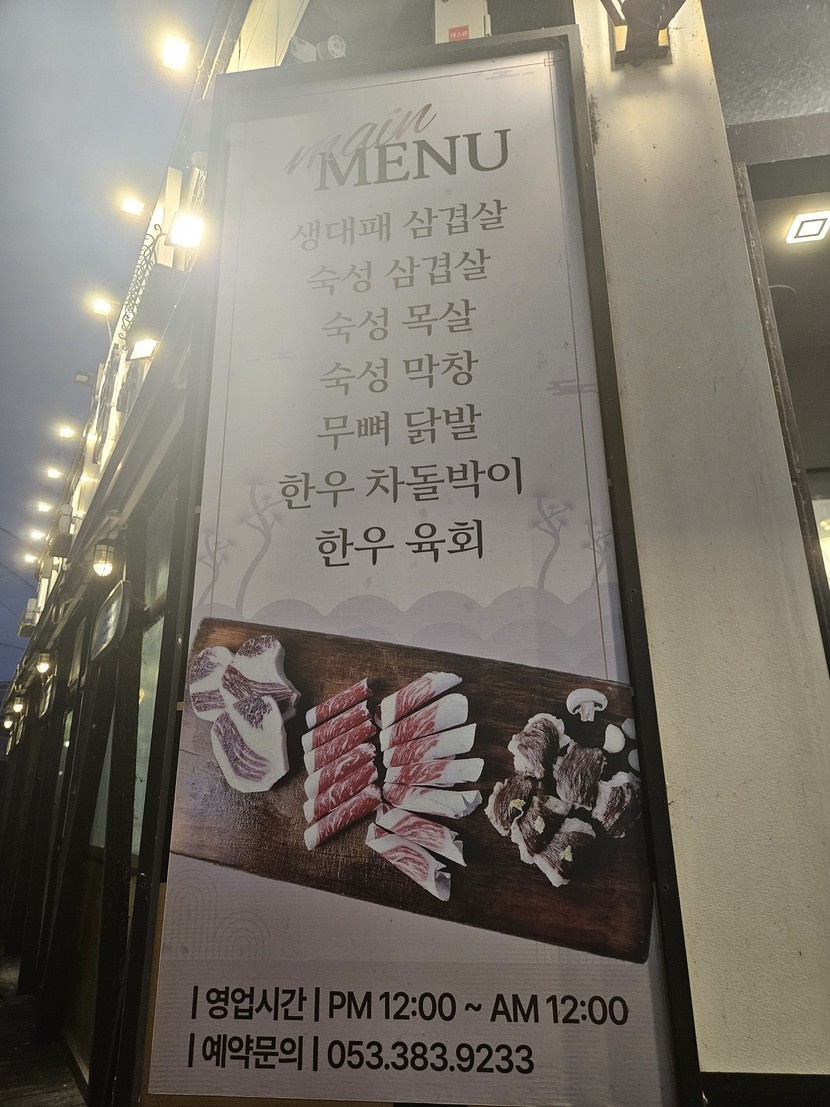 main
MENU
생대패 삼겹살
숙성 삼겹살
숙성 목살
숙성 막창
무뼈 닭발
한우 차돌박이
한우 육회
| 영업시간 | PM 12:00 ~ AM 12:00
| 예약문의 | 053.383.9233